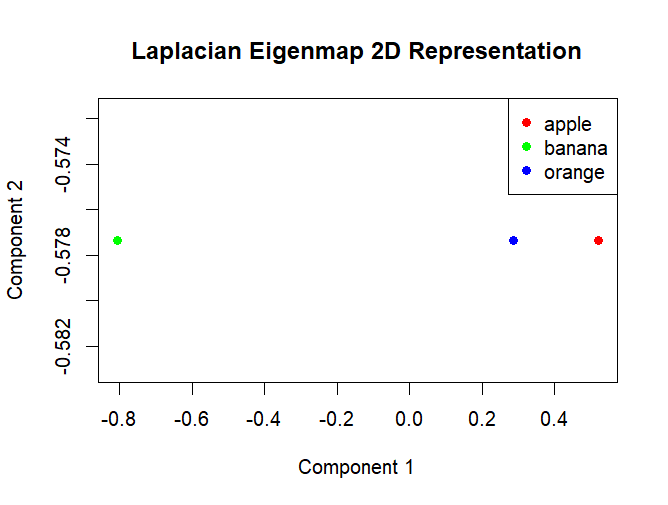 Laplacian Eigenmap 2D Representation
apple
banana
orange
Component 2
-0.574
-0.578
-0.582
-0.8
-0.6
-0.4
-0.2
0.0
0.2
0.4
Component 1